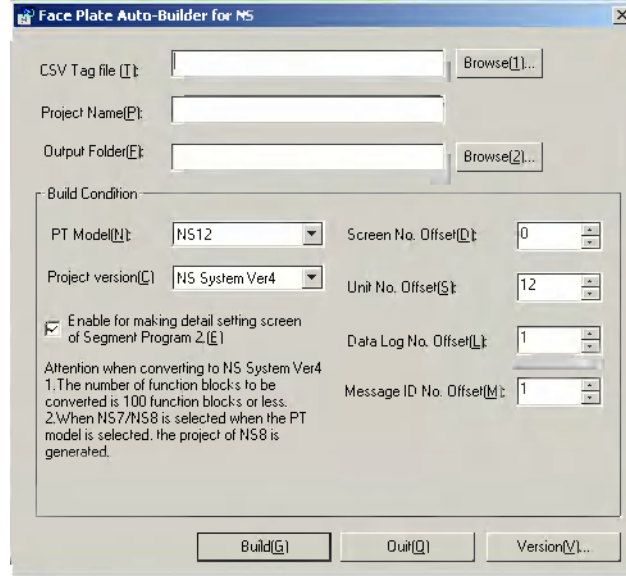 Face Plate Auto-Builder for NS
CSV Tag file (T):
Browse(1)...
Project Name(P):
Output Folder(F):
Browse(2)...
Build Condition
PT Model(N):
NS12
Screen No. Offset(D):
0
Project version(C)
NS System Ver4
Unit No. Offset(S):
12
Enable for making detail setting screen
of Segment Program 2.(E)
Data Log No. Offset(L):
1
Attention when converting to NS System Ver4
1.The number of function blocks to be
converted is 100 function blocks or less.
2.When NS7/NS8 is selected when the PT
model is selected. the project of NS8 is
generated.
Message ID No. Offset(M):
1
Build(G)
Quit(Q)
Version(V)...